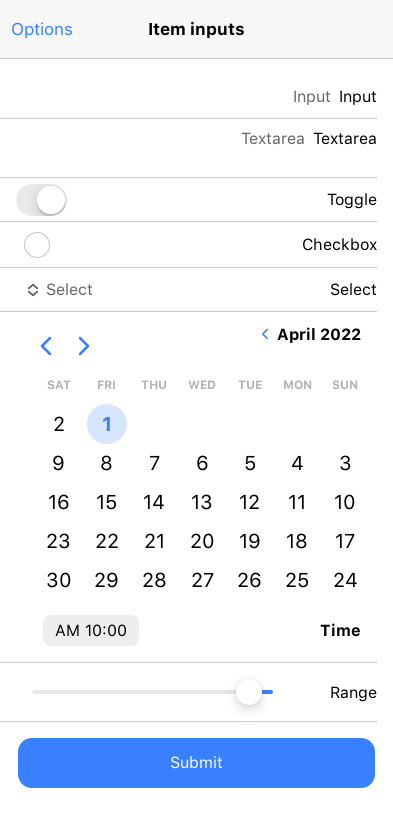 Options Item inputs
Input Input
Textarea Textarea
Toggle
Checkbox
Select Select
April 2022
SAT FRI THU WED TUE MON SUN
2 1
9 8 7 6 5 4 3
16 15 14 13 12 11 10
23 22 21 20 19 18 17
30 29 28 27 26 25 24
AM 10:00 Time
Range
Submit